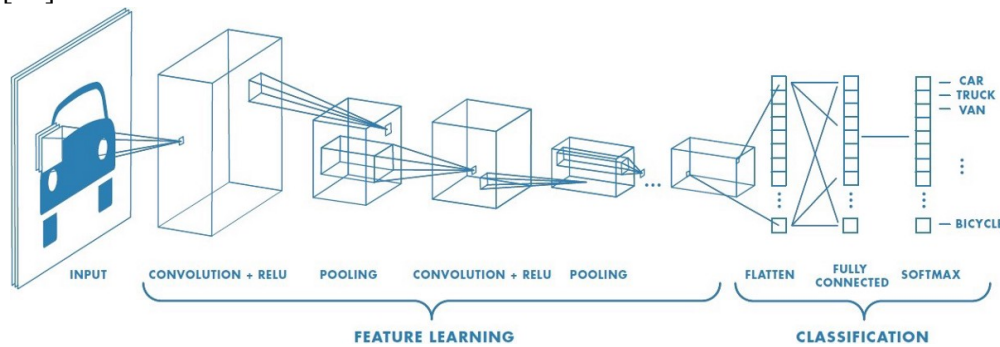 CAR
TRUCK
VAN
BICYCLE
INPUT
CONVOLUTION + RELU
POOLING
CONVOLUTION + RELU
POOLING
FLATTEN
FULLY
CONNECTED
SOFTMAX
FEATURE LEARNING
CLASSIFICATION